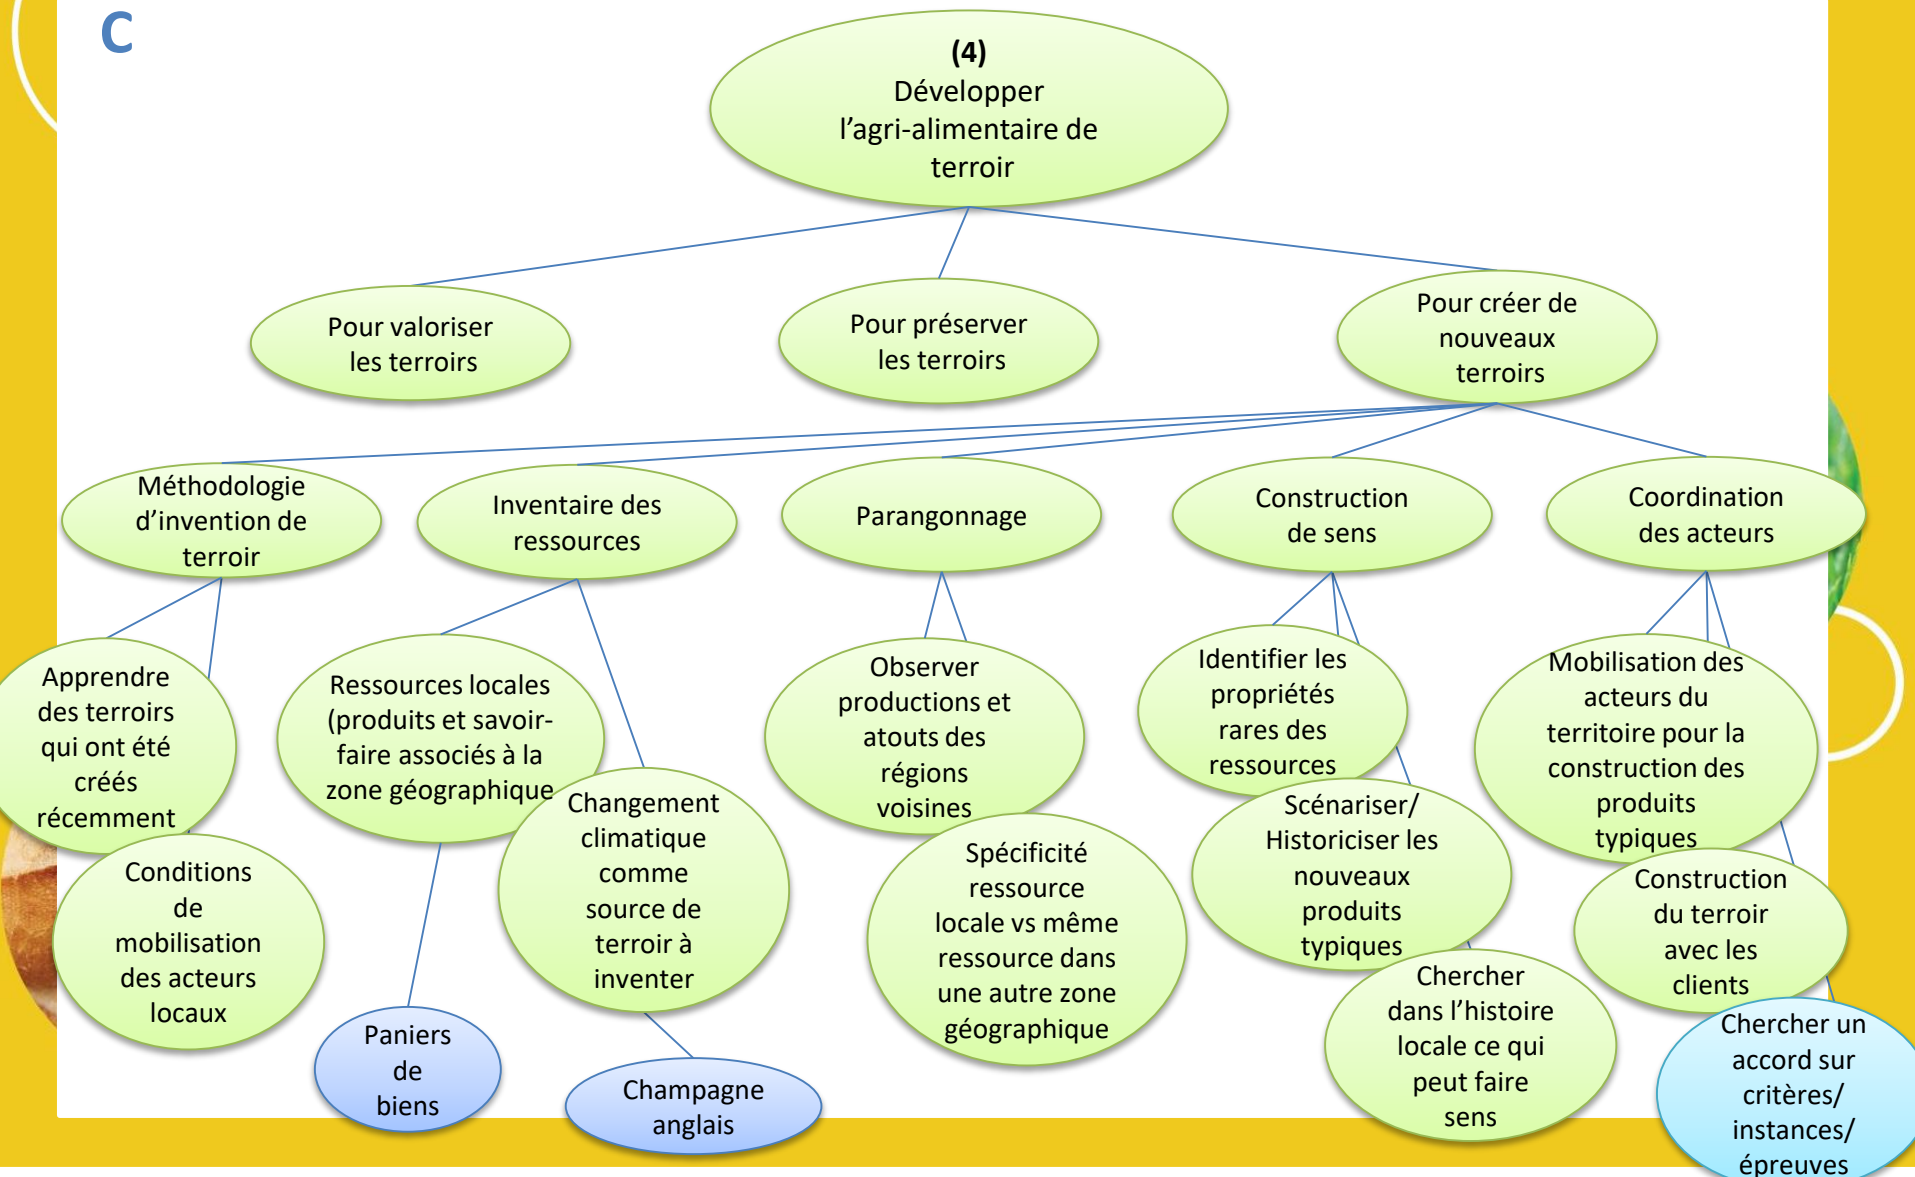 C
(4)
Développer
l’agri-alimentaire de
terroir
Pour valoriser
les terroirs
Pour préserver
les terroirs
Pour créer de
nouveaux
terroirs
Méthodologie
d’invention de
terroir
Inventaire des
ressources
Parangonnage
Construction
de sens
Coordination
des acteurs
Apprendre
des terroirs
qui ont été
créés
récemment
Conditions
de
mobilisation
des acteurs
locaux
Ressources locales
(produits et savoir-
faire associés à la
zone géographique
Changement
climatique
comme
source de
terroir à
inventer
Paniers
de
biens
Champagne
anglais
Observer
productions et
atouts des
régions
voisines
Spécificité
ressource
locale vs même
ressource dans
une autre zone
géographique
Identifier les
propriétés
rares des
ressources
Scénariser/
Historiciser les
nouveaux
produits
typiques
Chercher
dans l’histoire
locale ce qui
peut faire
sens
Mobilisation des
acteurs du
territoire pour la
construction des
produits
typiques
Construction
du terroir
avec les
clients
Chercher un
accord sur
critères/
instances/
épreuves